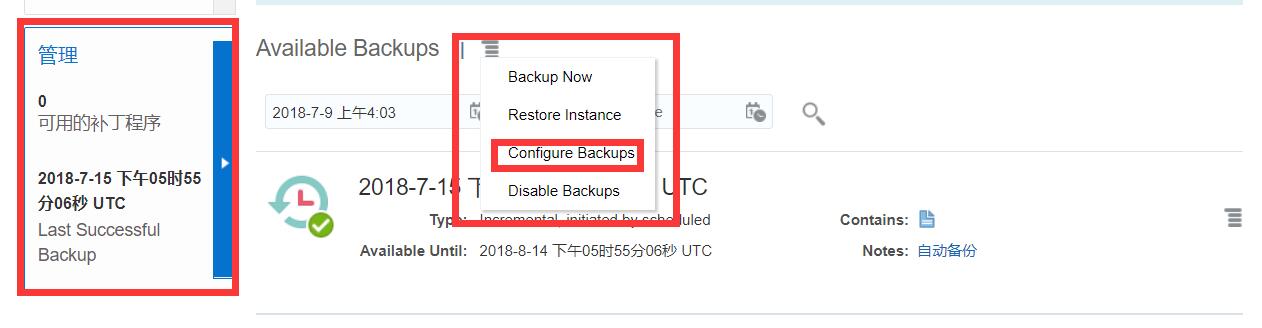 管理
0
可用的补丁程序
2018-7-15 下午05时55
分06秒 UTC
Last Successful
Backup
Available Backups |
Backup Now
Restore Instance
Configure Backups
Disable Backups
2018-7-9 上午4:03
2018-7-15 下 UTC
Type: Incremental, initiated by scheduled
Contains:
Available Until: 2018-8-14 下午05时55分06秒 UTC
Notes: 自动备份